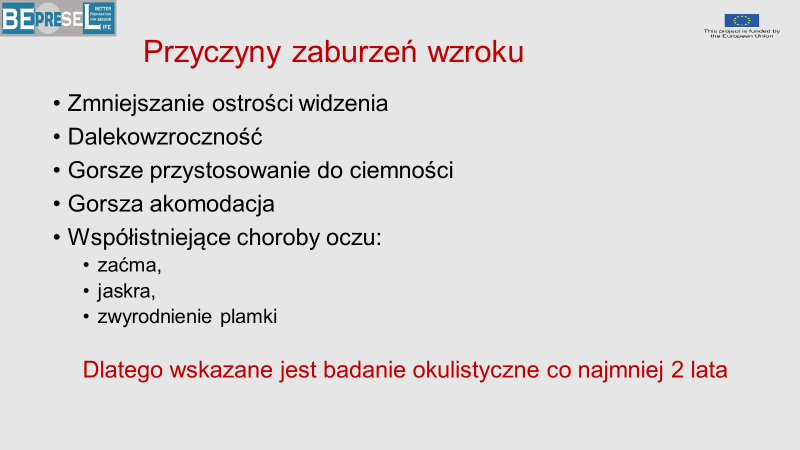 BEPRESEL
BETTER
PREPARATION
FOR SENIOR
LIFE
This project is funded by
the European Union
Przyczyny zaburzeń wzroku
• Zmniejszanie ostrości widzenia
• Dalekowzroczność
• Gorsze przystosowanie do ciemności
• Gorsza akomodacja
• Współistniejące choroby oczu:
• zaćma,
• jaskra,
• zwyrodnienie plamki
Dlatego wskazane jest badanie okulistyczne co najmniej 2 lata